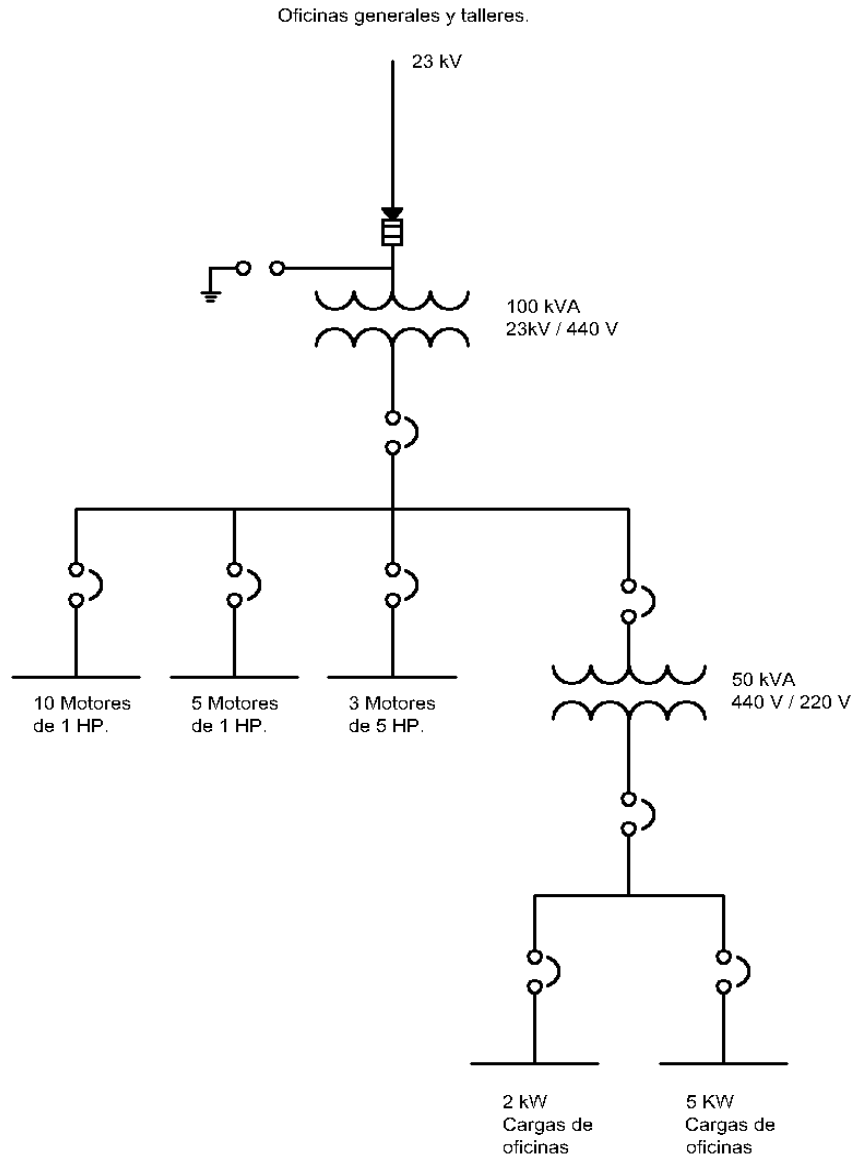 Oficinas generales y talleres.
23 kV
100 kVA
23kV / 440 V
10 Motores
de 1 HP.
5 Motores
de 1 HP.
3 Motores
de 5 HP.
50 kVA
440 V / 220 V
2 kW
Cargas de
oficinas
5 KW
Cargas de
oficinas